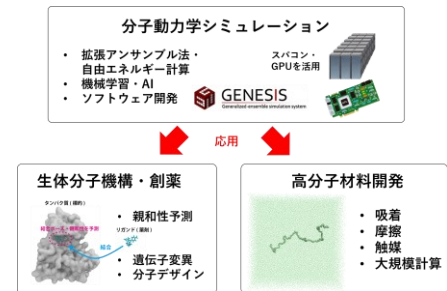 分子動力学シミュレーション
• 拡張アンサンブル法・
自由エネルギー計算
• 機械学習・AI
• ソフトウェア開発
スパコン・
GPUを活用
GENESIS
Generalized-ensemble simulation system
応用
生体分子機構・創薬
タンパク質(標的)
• 親和性予測
リガンド(薬剤)
結合
• 遺伝子変異
• 分子デザイン
高分子材料開発
• 吸着
• 摩擦
• 触媒
• 大規模計算